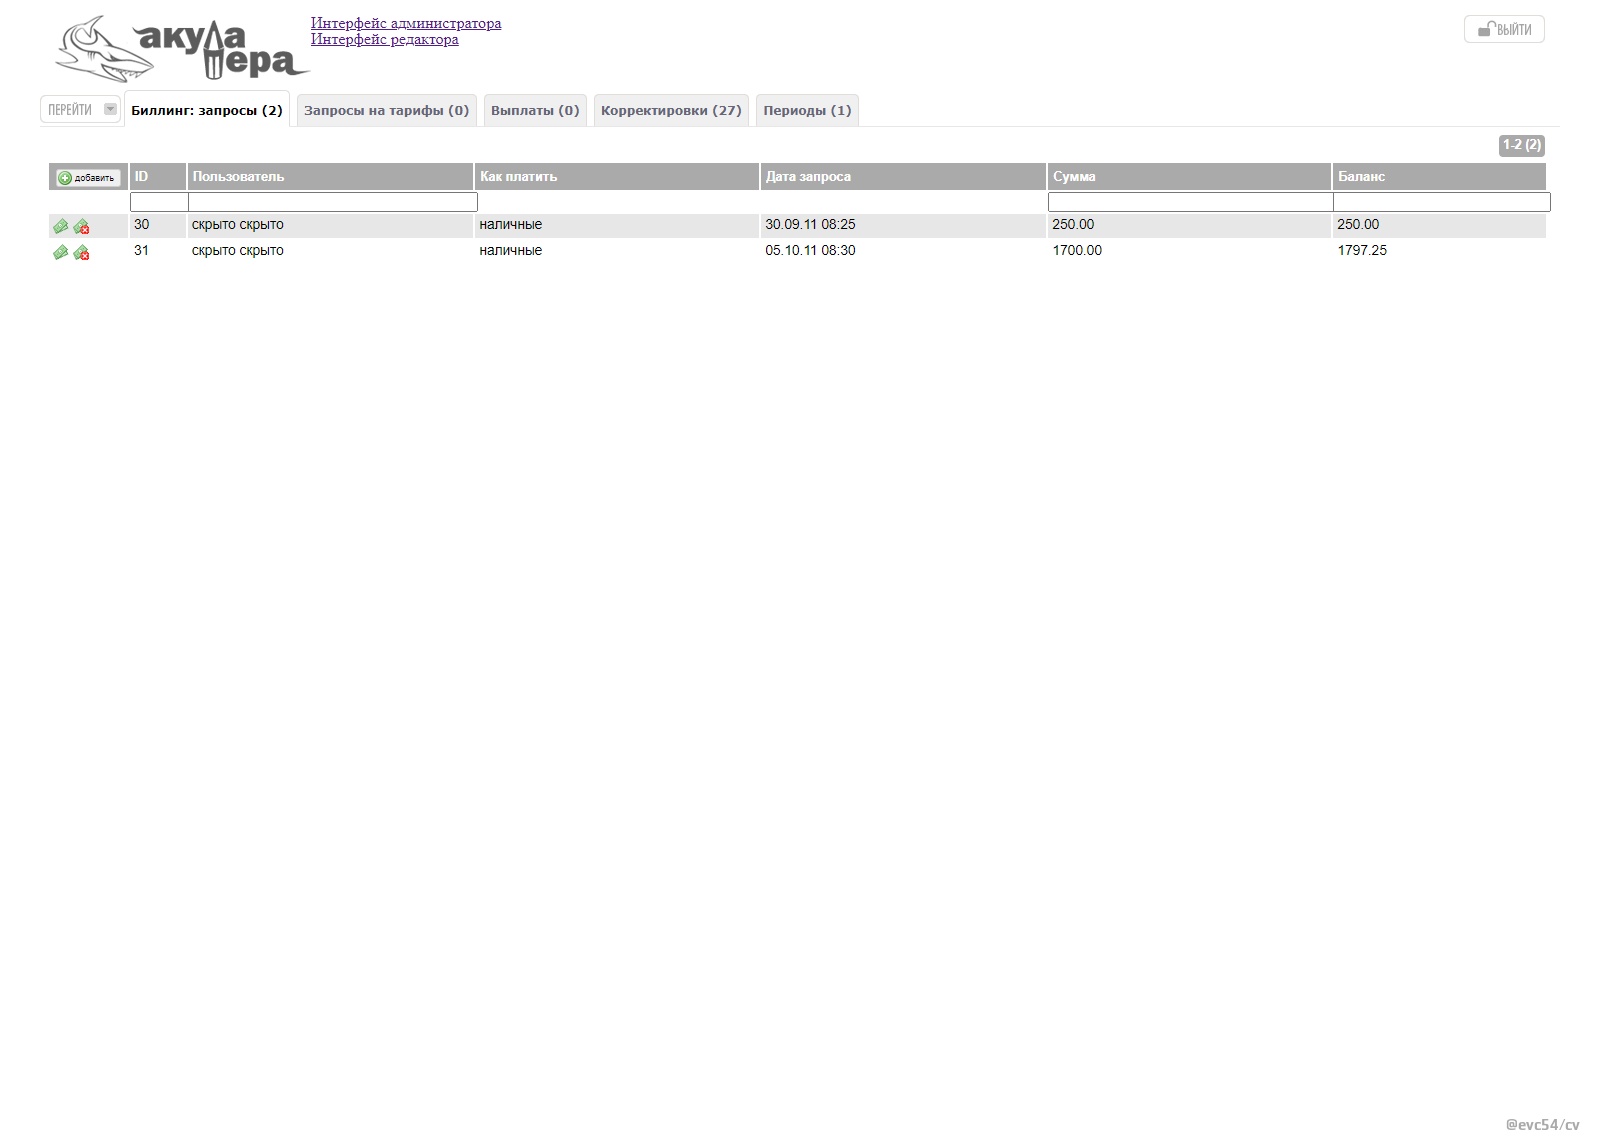 акула пера
Интерфейс администратора
Интерфейс редактора
ВЫЙТИ
ПЕРЕЙТИ Биллинг: запросы (2) Запросы на тарифы (0) Выплаты (0) Корректировки (27) Периоды (1)
1-2 (2)
добавить ID Пользователь Как платить Дата запроса Сумма Баланс
30 скрыто скрыто наличные 30.09.11 08:25 250.00 250.00
31 скрыто скрыто наличные 05.10.11 08:30 1700.00 1797.25
@evc54/cv